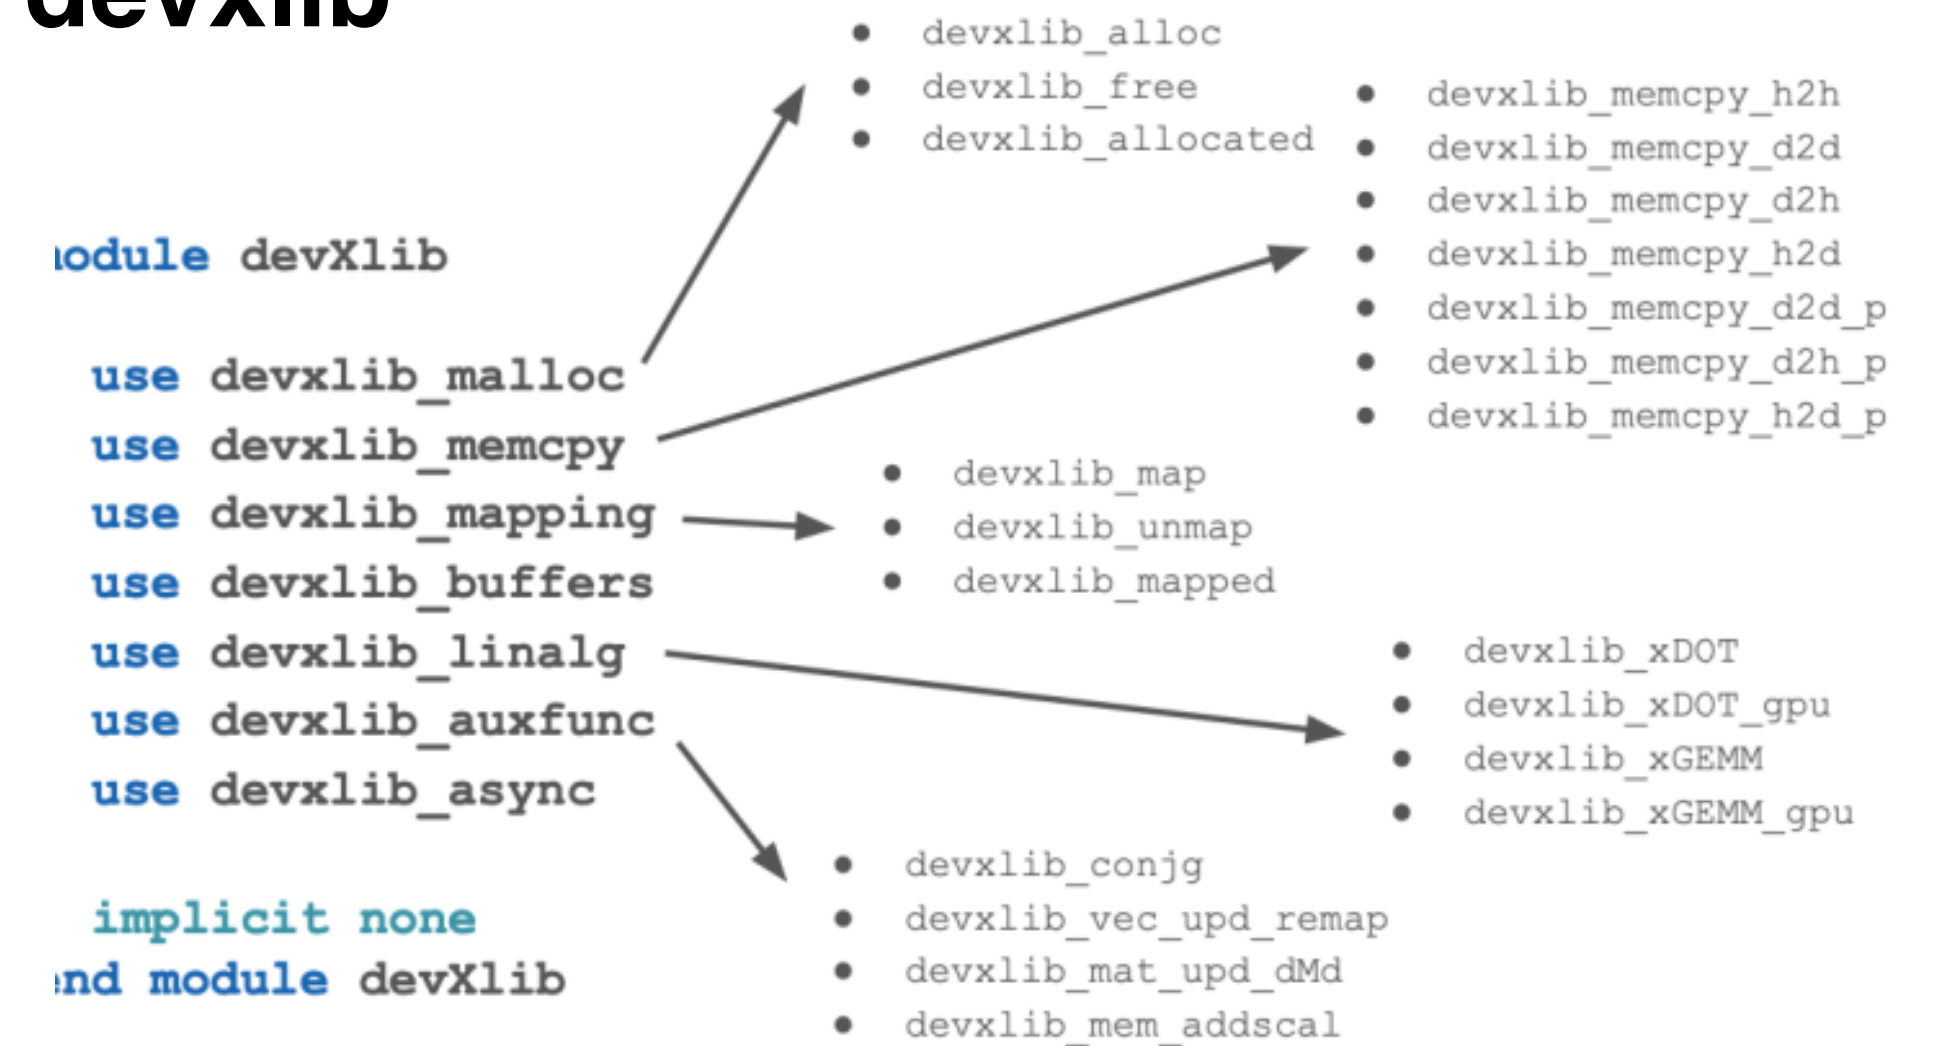 devxlib
module devXlib
use devxlib_malloc
use devxlib_memcpy
use devxlib_mapping
use devxlib_buffers
use devxlib_linalg
use devxlib_auxfunc
use devxlib_async
implicit none
end module devXlib
devxlib_alloc
devxlib_free
devxlib_allocated
devxlib_memcpy_h2h
devxlib_memcpy_d2d
devxlib_memcpy_d2h
devxlib_memcpy_h2d
devxlib_memcpy_d2d_p
devxlib_memcpy_d2h_p
devxlib_memcpy_h2d_p
devxlib_map
devxlib_unmap
devxlib_mapped
devxlib_xDOT
devxlib_xDOT_gpu
devxlib_xGEMM
devxlib_xGEMM_gpu
devxlib_conjg
devxlib_vec_upd_remap
devxlib_mat_upd_dMd
devxlib_mem_addscal